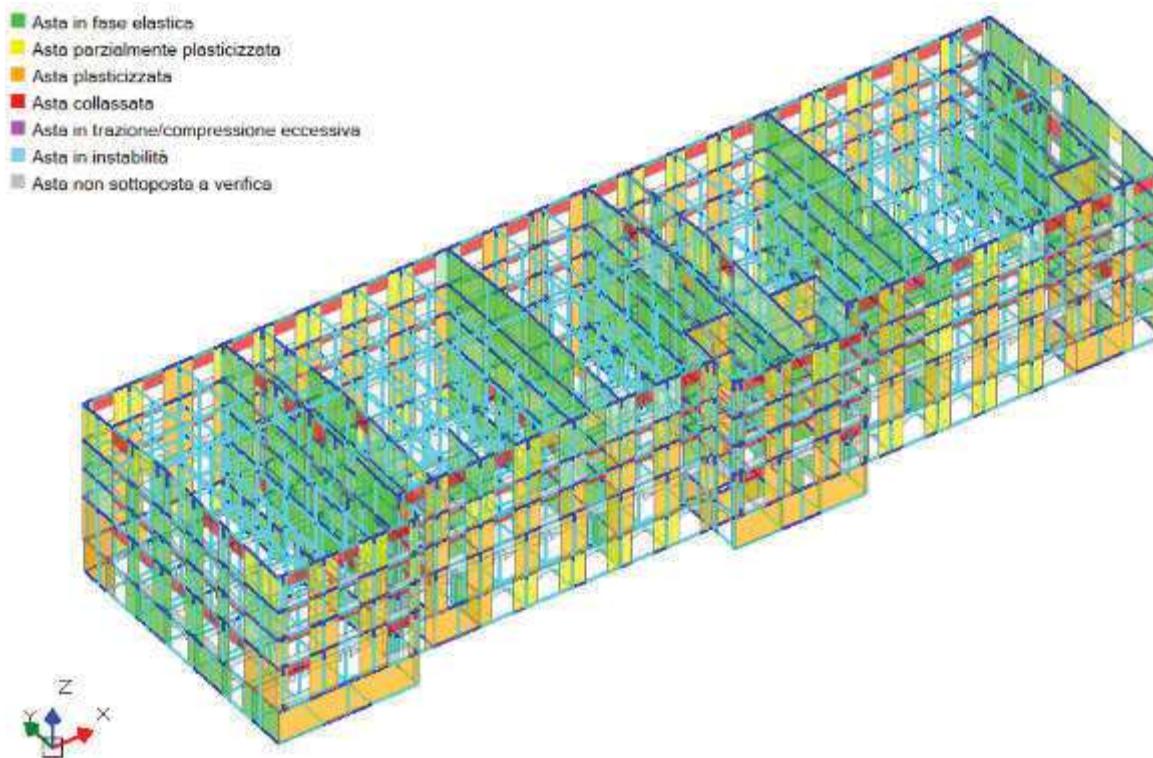 Asta in fase elastica
Asta parzialmente plasticizzata
Asta plasticizzata
Asta collassata
Asta in trazione/compressione eccessiva
Asta in instabilità
Asta non sottoposta a verifica
Z
Y
X